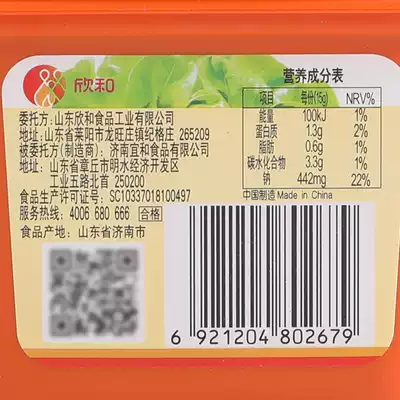 欣和
委托方:山东欣和食品工业有限公司
地址:山东省莱阳市龙旺庄镇纪格庄 265209
被委托方(制造商):济南宜和食品有限公司
地址:山东省章丘市明水经济开发区
工业五路北首 250200
食品生产许可证号:SC10337018100497
服务热线:4006 680 666 合格
食品产地:山东省济南市
营养成分表
项目 每份(15g) NRV%
能量 100kJ 1%
蛋白质 1.3g 2%
脂肪 0.6g 1%
碳水化合物 3.3g 1%
钠 442mg 22%
中国制造 Made in China
6 921204 802679